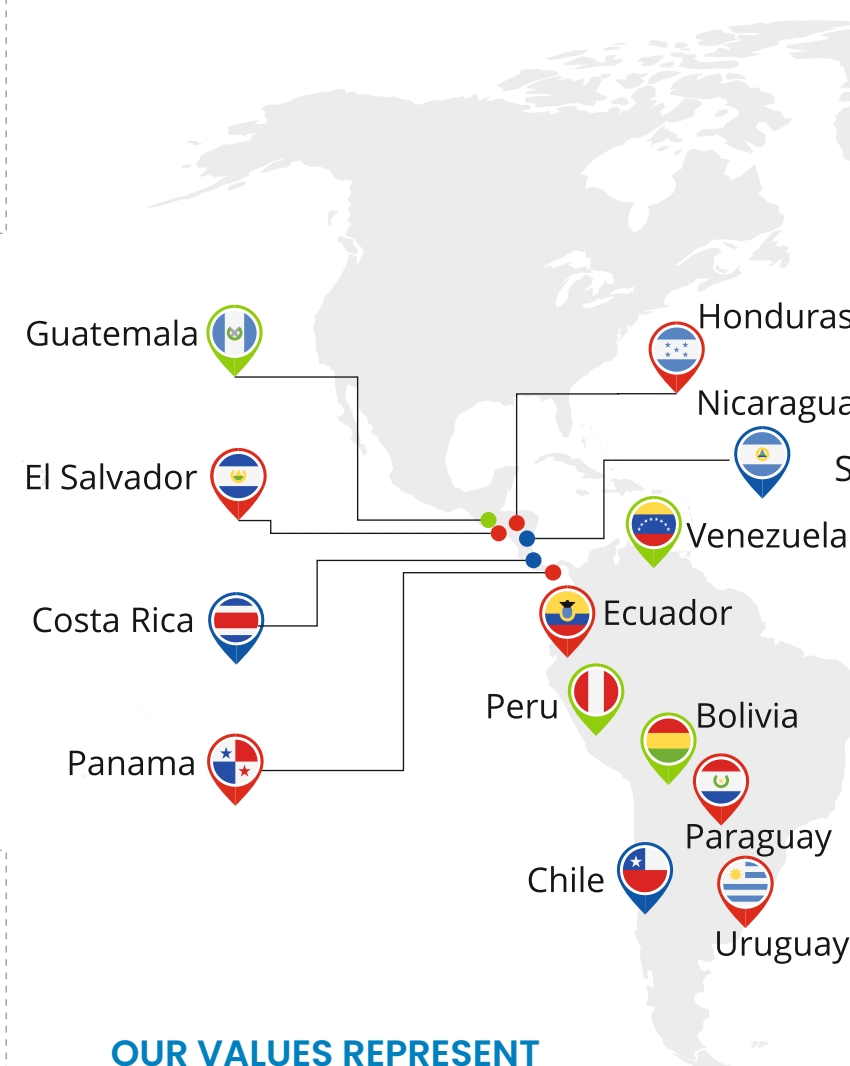 Honduras
Guatemala
Nicaragua
El Salvador
S
Venezuela
Costa Rica
Ecuador
Peru
Bolivia
Panama
Paraguay
Chile
Uruguay
OUR VALUES REPRESENT